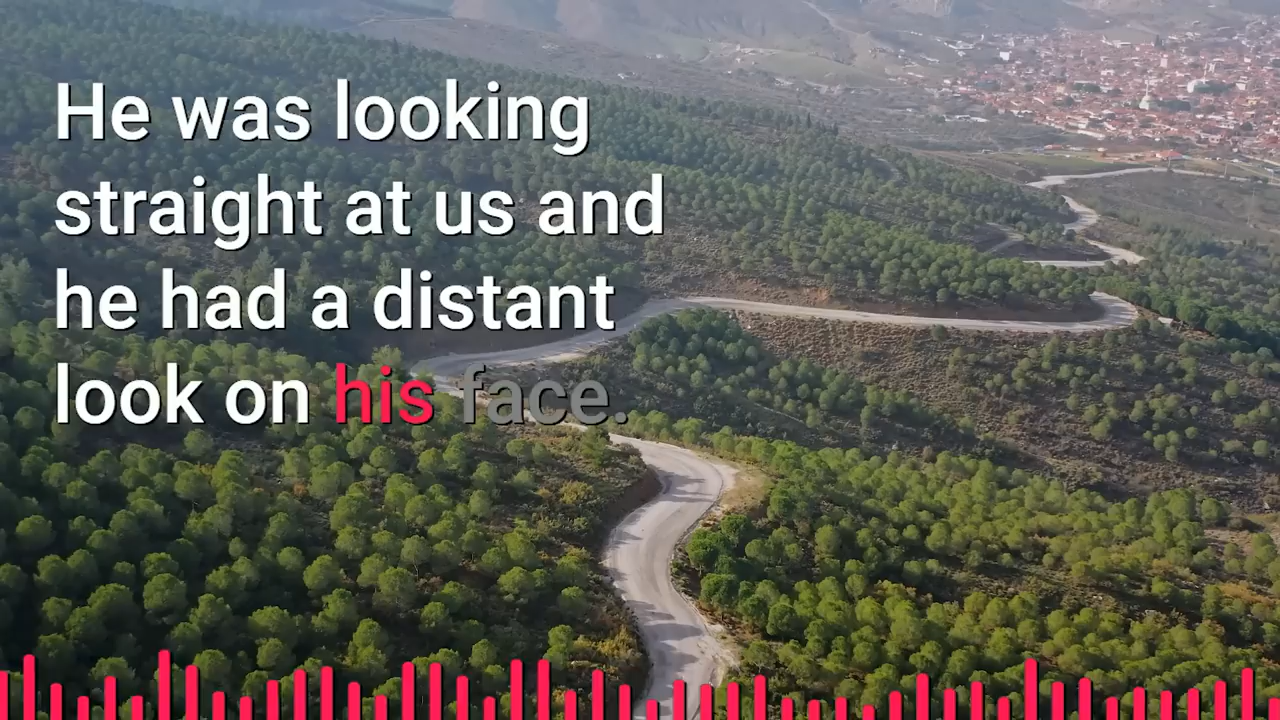 He was looking
straight at us and
he had a distant
look on his face.